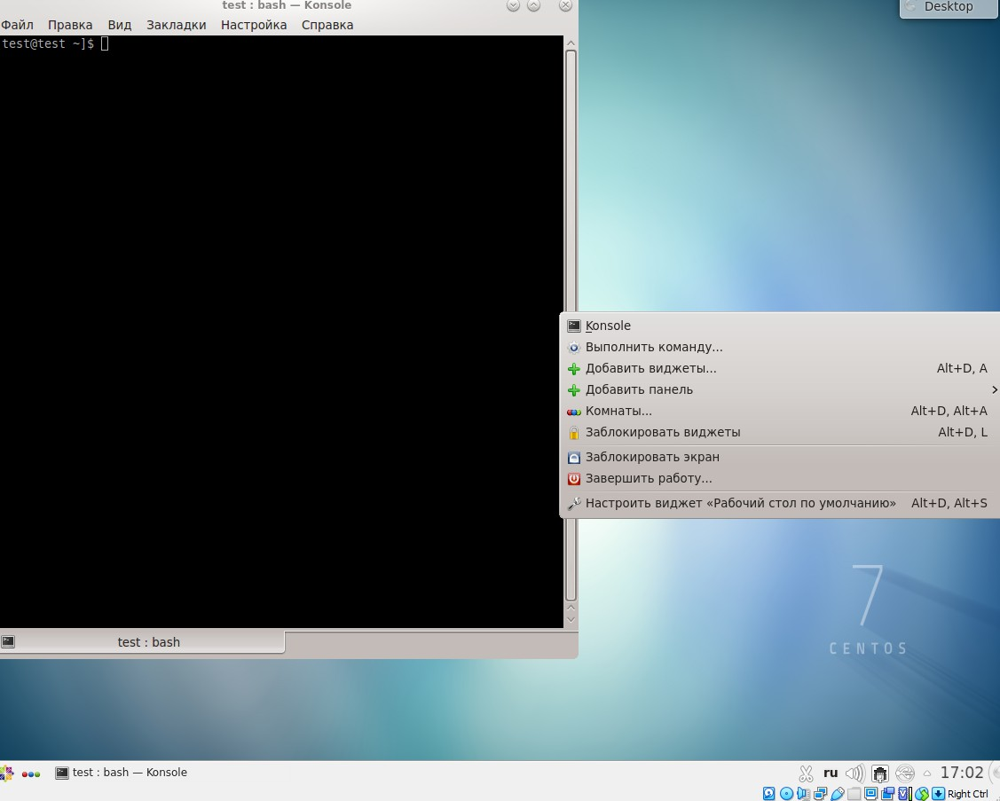 test : bash — Konsole
Desktop
Файл Правка Вид Закладки Настройка Справка
test@test ~]$
Konsole
Выполнить команду...
Добавить виджеты... Alt+D, A
Добавить панель
Комнаты... Alt+D, Alt+A
Заблокировать виджеты Alt+D, L
Заблокировать экран
Завершить работу...
Настроить виджет «Рабочий стол по умолчанию» Alt+D, Alt+S
7
CENTOS
test : bash
test : bash — Konsole
ru
17:02
Right Ctrl